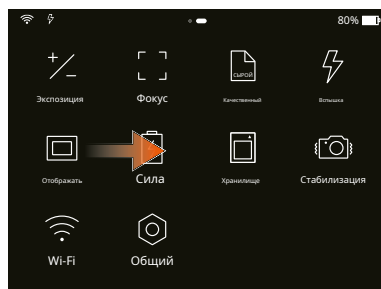 80%
СЫРОЙ
Экспозиция Фокус Качественный Вспышка
Отображать Сила Хранилище Стабилизация
Wi-Fi Общий